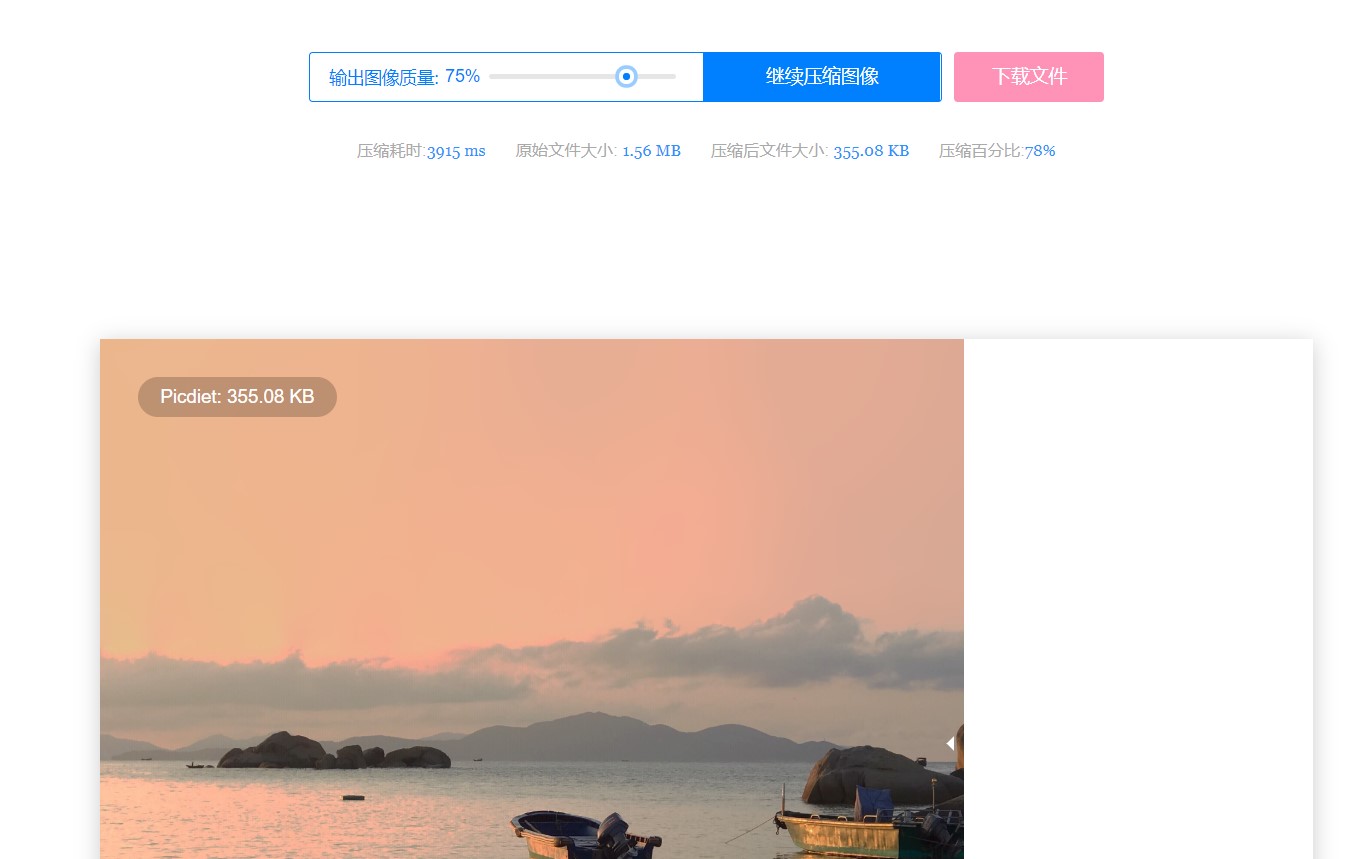 输出图像质量: 75% 继续压缩图像 下载文件
压缩耗时:3915 ms 原始文件大小: 1.56 MB 压缩后文件大小: 355.08 KB 压缩百分比:78%
Picdiet: 355.08 KB